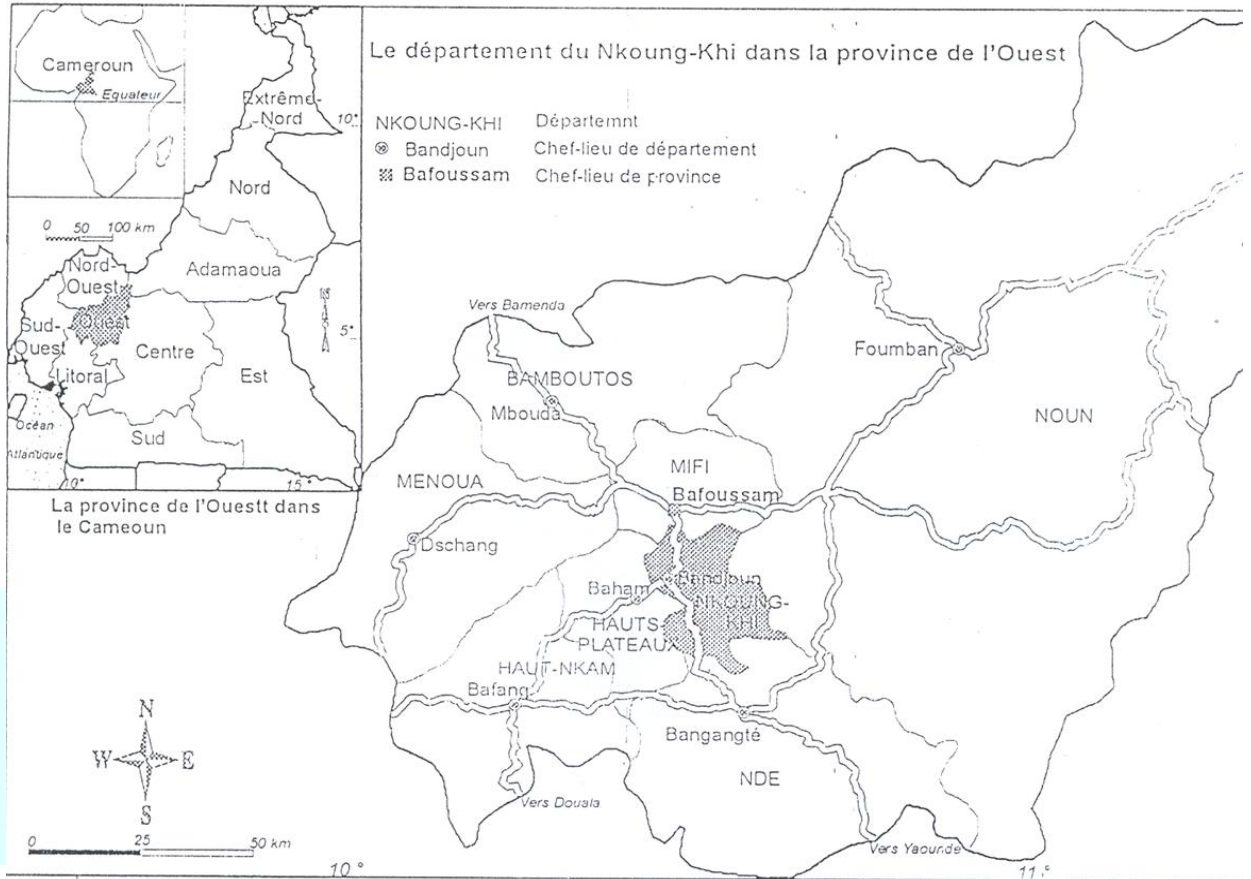 Le département du Nkoung-Khi dans la province de l'Ouest
NKOUNG-KHI Départemnt
Bandjoun Chef-lieu de département
Bafoussam Chef-lieu de province
Cameroun
Equateur
Extrême-
Nord
10°
Nord
0 50 100 km
Adamaoua
Nord-
Ouest
Ouest
Sud-
Ouest
5°
Centre
Est
Litoral
Sud
Océan
Atlantique
10° 15°
La province de l'Ouestt dans
le Cameoun
Vers Bamenda
BAMBOUTOS
Mbouda
Foumban
NOUN
MIFI
MENOUA
Bafoussam
Dschang
Bandjoun
Baham
NKOUNG-
KHI
HAUTS-
PLATEAUX
HAUT-NKAM
Bafang
Bangangté
NDE
Vers Douala
Vers Yaounde
N
W E
S
0 25 50 km
10° 11°